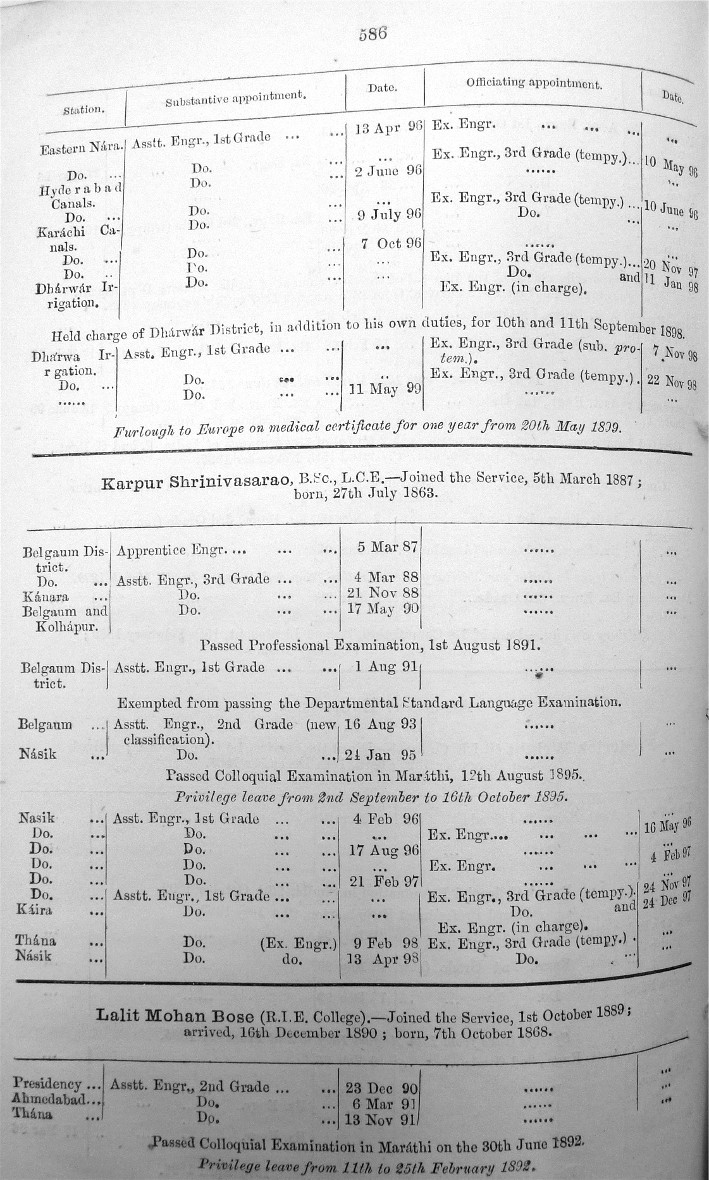 586
Station. Substantive appointment. Date. Officiating appointment. Date.
Eastern Nára. Asstt. Engr., 1st Grade ... ... 13 Apr 96 Ex. Engr. ... ... ... ...
Do. ... Do. ... ... Ex. Engr., 3rd Grade (tempy.)... 10 May 96
Hyderabad Do. ... 2 June 96 ...... ...
Canals.
Do. ... Do. ... ... Ex. Engr., 3rd Grade (tempy.) ... 10 June 96
Karáchi Ca- Do. ... 9 July 96 Do. ... ...
nals.
Do. ... Do. ... 7 Oct 96 ......
Do. ... Do. ... ... Ex. Engr., 3rd Grade (tempy.)... 20 Nov 97
Dhárwár Ir- Do. ... ... Do. and 11 Jan 98
rigation. Ex. Engr. (in charge).
Held charge of Dhárwár District, in addition to his own duties, for 10th and 11th September 1898.
Dhárwa Ir- Asst. Engr., 1st Grade ... ... ... Ex. Engr., 3rd Grade (sub. pro- 7 Nov 98
r gation. tem.).
Do. ... Do. ... ... .. Ex. Engr., 3rd Grade (tempy.) . 22 Nov 98
...... Do. ... ... 11 May 99 ...... ...
Furlough to Europe on medical certificate for one year from 20th May 1899.
Karpur Shrinivasarao, B.Sc., L.C.E.—Joined the Service, 5th March 1887 ;
born, 27th July 1863.
Belgaum Dis- Apprentice Engr. ... ... ... 5 Mar 87 ...... ...
trict.
Do. ... Asstt. Engr., 3rd Grade ... ... 4 Mar 88 ...... ...
Kánara ... Do. ... ... 21 Nov 88 ...... ...
Belgaum and Do. ... ... 17 May 90 ...... ...
Kolhápur.
Passed Professional Examination, 1st August 1891.
Belgaum Dis- Asstt. Engr., 1st Grade ... ... 1 Aug 91 ...... ...
trict.
Exempted from passing the Departmental Standard Language Examination.
Belgaum ... Asstt. Engr., 2nd Grade (new 16 Aug 93 ...... ...
classification).
Násik ... Do. ... 24 Jan 95 ...... ...
Passed Colloquial Examination in Maráthi, 12th August 1895.
Privilege leave from 2nd September to 16th October 1895.
Nasik ... Asst. Engr., 1st Grade ... ... 4 Feb 96 ...... ...
Do. ... Do. ... ... ... Ex. Engr.... ... ... ... 16 May 96
Do. ... Do. ... ... 17 Aug 96 ...... ...
Do. ... Do. ... ... ... Ex. Engr. ... ... ... 4 Feb 97
Do. ... Do. ... ... 21 Feb 97 ...... ...
Do. ... Asstt. Engr., 1st Grade ... ... ... Ex. Engr., 3rd Grade (tempy.). 24 Nov 97
Káira ... Do. ... ... ... Do. and 24 Dec 97
Ex. Engr. (in charge).
Thána ... Do. (Ex. Engr.) 9 Feb 98 Ex. Engr., 3rd Grade (tempy.) . ...
Násik ... Do. do. 13 Apr 98 Do. ... ...
Lalit Mohan Bose (R.I.E. College).—Joined the Service, 1st October 1889 ;
arrived, 16th December 1890 ; born, 7th October 1868.
Presidency ... Asstt. Engr., 2nd Grade ... ... 23 Dec 90 ...... ...
Ahmedabad... Do. ... 6 Mar 91 ...... ...
Thána ... Do. ... 13 Nov 91 ...... ...
Passed Colloquial Examination in Maráthi on the 30th June 1892.
Privilege leave from 11th to 25th February 1892.